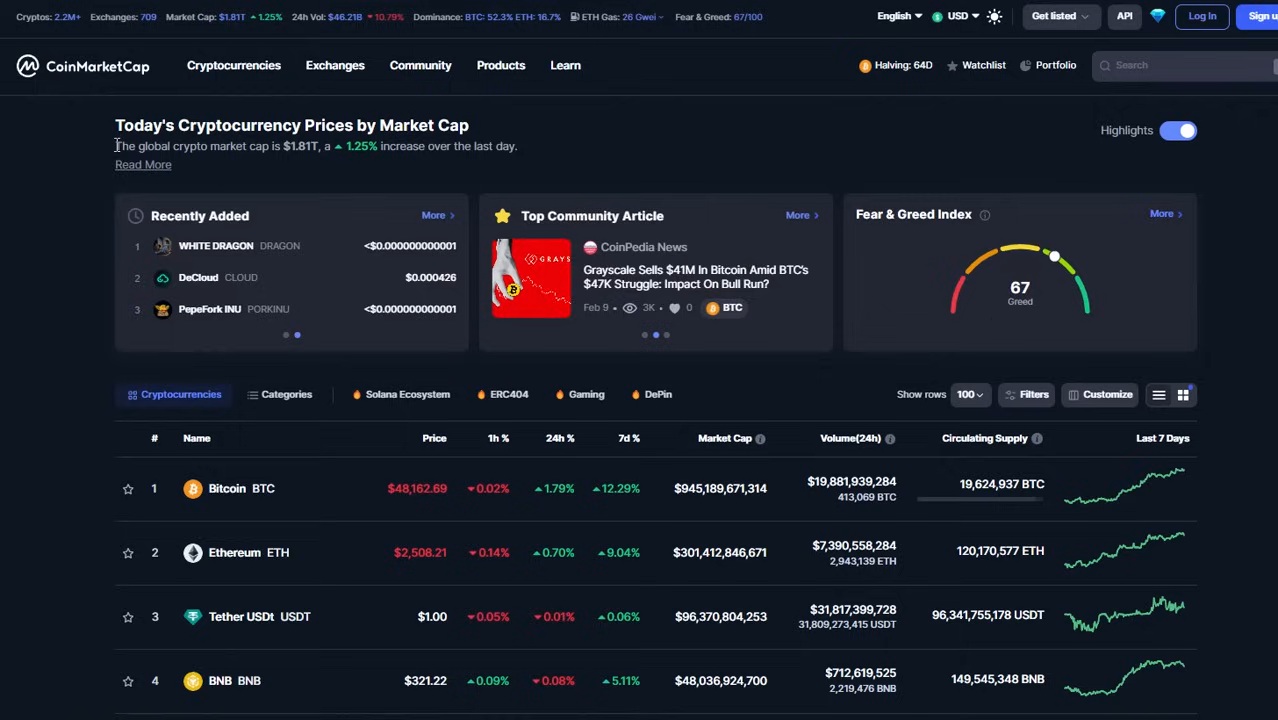 Cryptos: 2.2M+ Exchanges: 709 Market Cap: $1.81T 1.25% 24h Vol: $46.21B 10.79% Dominance: BTC: 52.3% ETH: 16.7% ETH Gas: 26 Gwei Fear & Greed: 67/100 English USD Get listed API Log In Sign u
CoinMarketCap Cryptocurrencies Exchanges Community Products Learn Halving: 64D Watchlist Portfolio Search
Today's Cryptocurrency Prices by Market Cap
Highlights
The global crypto market cap is $1.81T, a 1.25% increase over the last day.
Read More
Recently Added More
1 WHITE DRAGON DRAGON <$0.000000000001
2 DeCloud CLOUD $0.000426
3 PepeFork INU PORKINU <$0.00000000001
Top Community Article More
GRAYS
CoinPedia News
Grayscale Sells $41M In Bitcoin Amid BTC's
$47K Struggle: Impact On Bull Run?
Feb 9 • 3K • 0 BTC
Fear & Greed Index More
67
Greed
Cryptocurrencies Categories Solana Ecosystem ERC404 Gaming DePin Show rows 100 Filters Customize
# Name Price 1h % 24h % 7d % Market Cap Volume(24h) Circulating Supply Last 7 Days
1 Bitcoin BTC $48,162.69 0.02% 1.79% 12.29% $945,189,671,314 $19,881,939,284 19,624,937 BTC
413,069 BTC
2 Ethereum ETH $2,508.21 0.14% 0.70% 9.04% $301,412,846,671 $7,390,558,284 120,170,577 ETH
2,943,139 ETH
3 Tether USDt USDT $1.00 0.05% 0.01% 0.06% $96,370,804,253 $31,817,399,728 96,341,755,178 USDT
31,809,273,415 USDT
4 BNB BNB $321.22 0.09% 0.08% 5.11% $48,036,924,700 $712,619,525 149,545,348 BNB
2,219,476 BNB